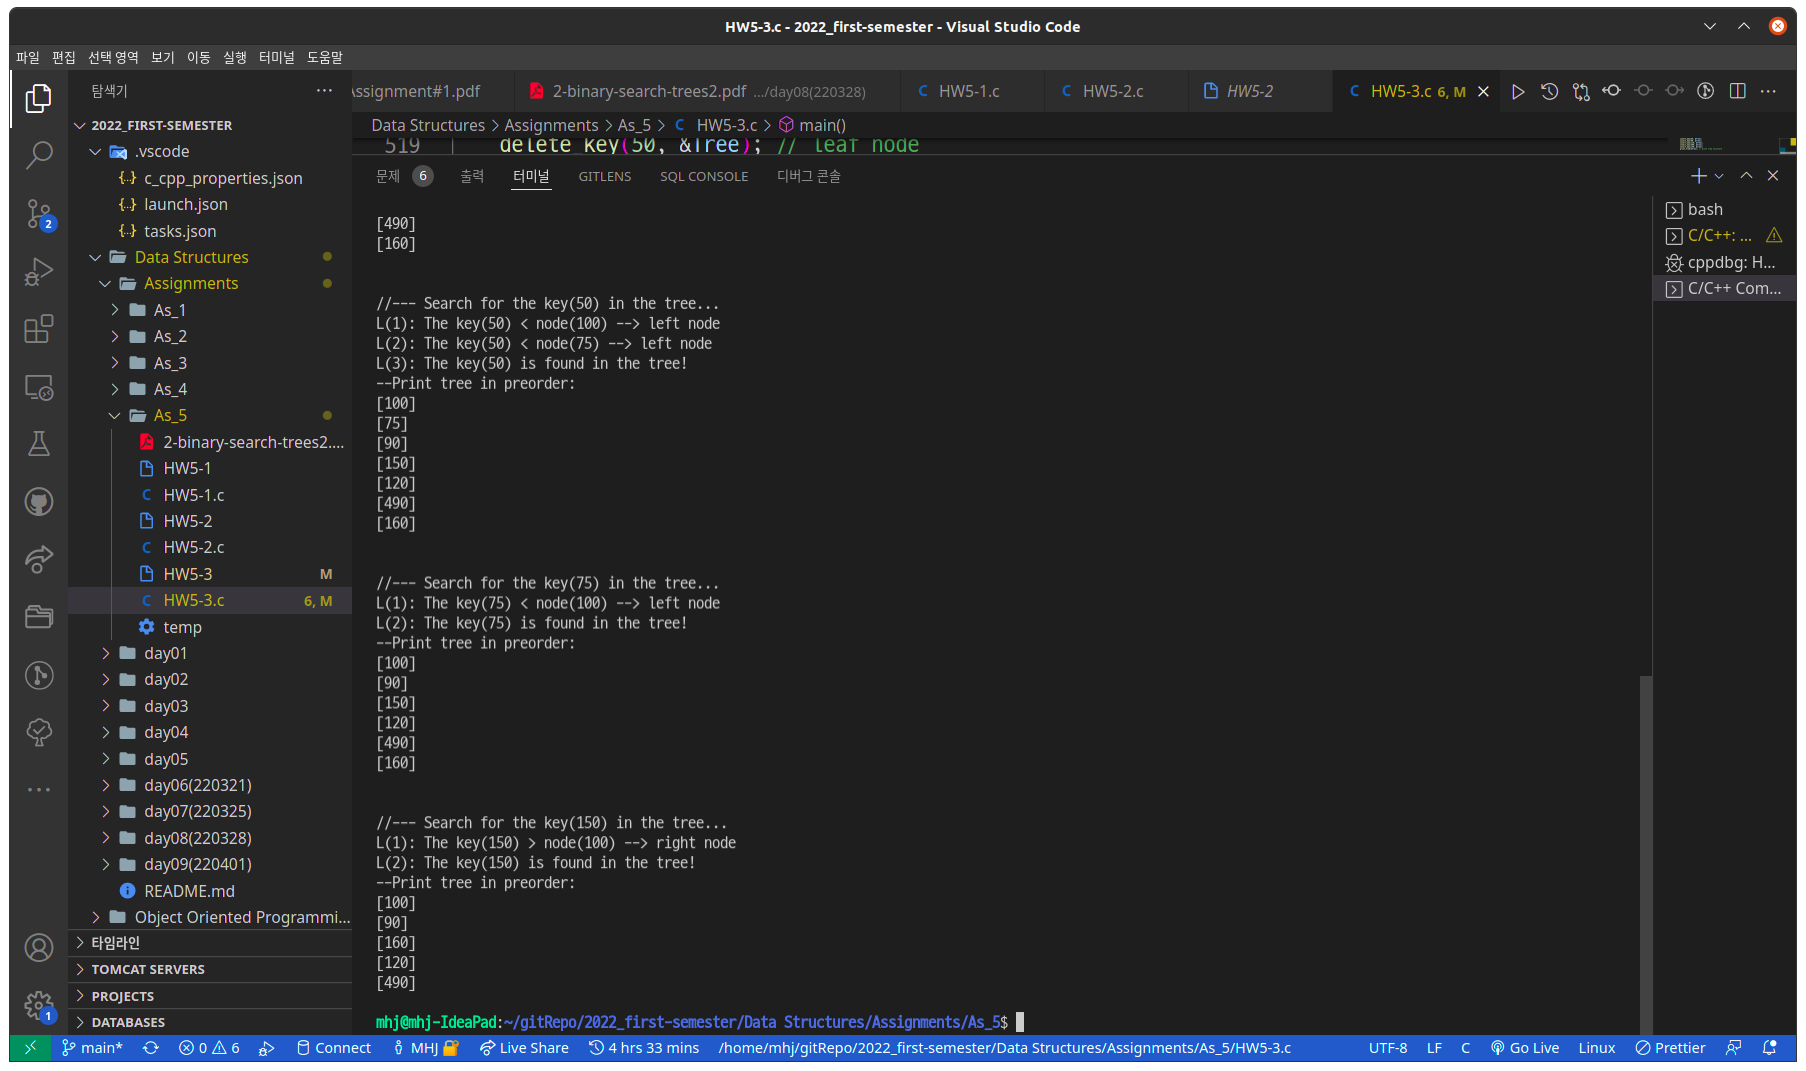 HW5-3.c - 2022_first-semester - Visual Studio Code
파일 편집 선택 영역 보기 이동 실행 터미널 도움말
탐색기
ssignment#1.pdf 2-binary-search-trees2.pdf .../day08(220328) HW5-1.c HW5-2.c HW5-2 HW5-3.c 6, M
Data Structures > Assignments > As_5 > C HW5-3.c > main()
519 delete_key(50, &Tree); // leaf node
문제 6 출력 터미널 GITLENS SQL CONSOLE 디버그 콘솔
2022_FIRST-SEMESTER
.vscode
c_cpp_properties.json
launch.json
tasks.json
Data Structures
Assignments
As_1
As_2
As_3
As_4
As_5
2-binary-search-trees2....
HW5-1
HW5-1.c
HW5-2
HW5-2.c
HW5-3 M
HW5-3.c 6, M
temp
day01
day02
day03
day04
day05
day06(220321)
day07(220325)
day08(220328)
day09(220401)
README.md
Object Oriented Programmi...
타임라인
TOMCAT SERVERS
PROJECTS
DATABASES
2
1
[490]
[160]
//--- Search for the key(50) in the tree...
L(1): The key(50) < node(100) --> left node
L(2): The key(50) < node(75) --> left node
L(3): The key(50) is found in the tree!
--Print tree in preorder:
[100]
[75]
[90]
[150]
[120]
[490]
[160]
//--- Search for the key(75) in the tree...
L(1): The key(75) < node(100) --> left node
L(2): The key(75) is found in the tree!
--Print tree in preorder:
[100]
[90]
[150]
[120]
[490]
[160]
//--- Search for the key(150) in the tree...
L(1): The key(150) > node(100) --> right node
L(2): The key(150) is found in the tree!
--Print tree in preorder:
[100]
[90]
[160]
[120]
[490]
mhj@mhj-IdeaPad:~/gitRepo/2022_first-semester/Data Structures/Assignments/As_5$
bash
C/C++: ...
cppdbg: H...
C/C++ Com...
main* 0 6 Connect MHJ Live Share 4 hrs 33 mins /home/mhj/gitRepo/2022_first-semester/Data Structures/Assignments/As_5/HW5-3.c UTF-8 LF C Go Live Linux Prettier